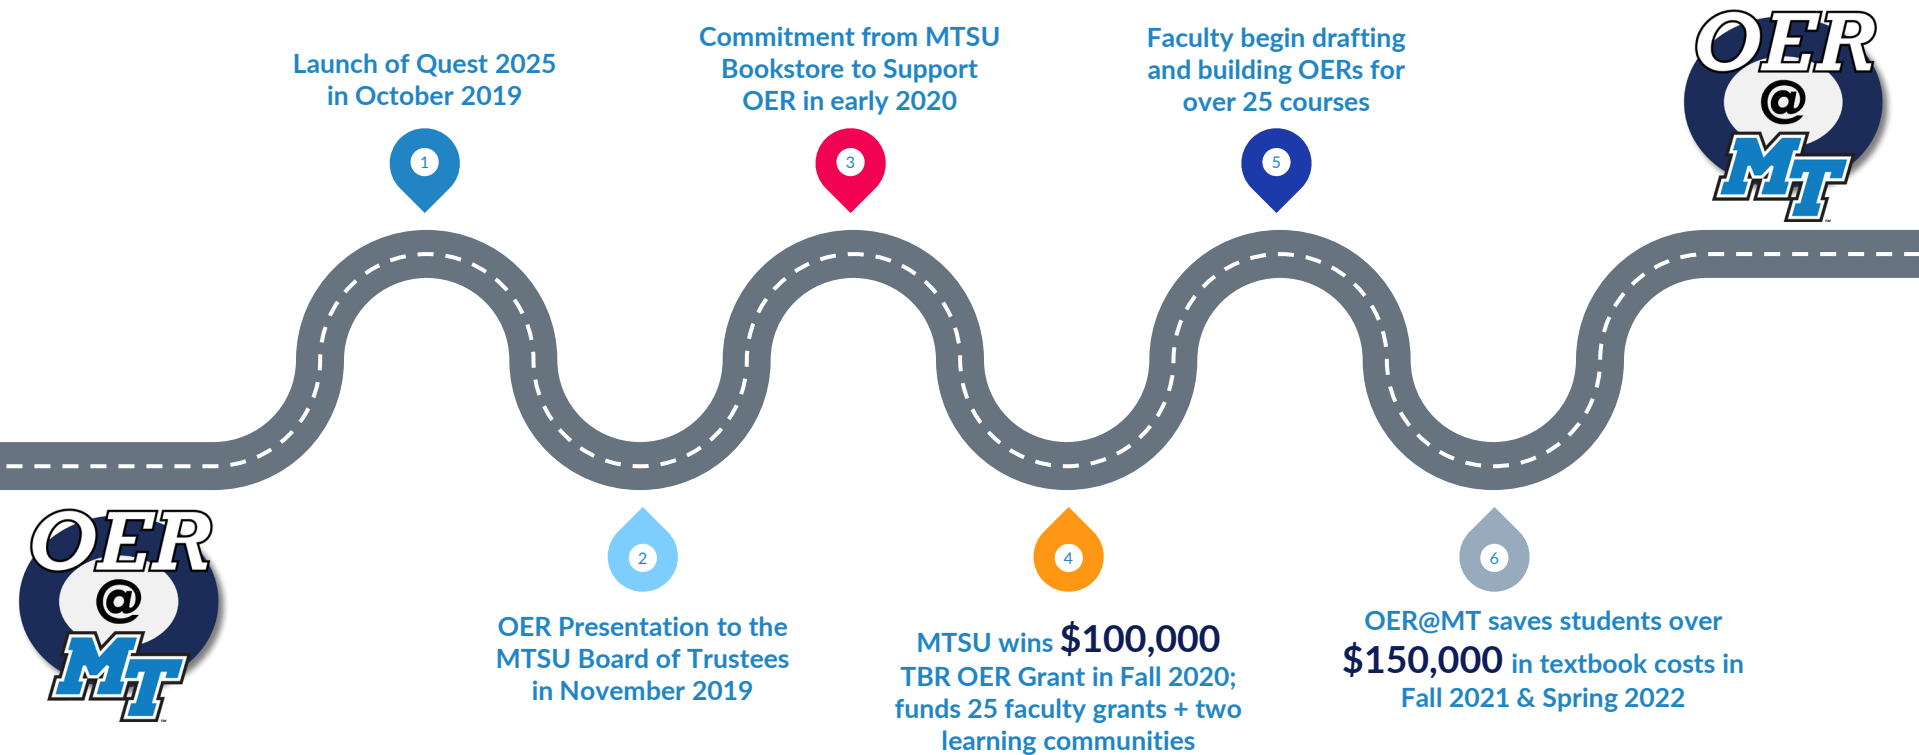 Launch of Quest 2025
in October 2019
1
OER Presentation to the
MTSU Board of Trustees
in November 2019
2
Commitment from MTSU
Bookstore to Support
OER in early 2020
3
MTSU wins $100,000
TBR OER Grant in Fall 2020;
funds 25 faculty grants + two
learning communities
4
Faculty begin drafting
and building OERs for
over 25 courses
5
OER@MT saves students over
$150,000 in textbook costs in
Fall 2021 & Spring 2022
6
OER
@
MT
™
OER
@
MT
™